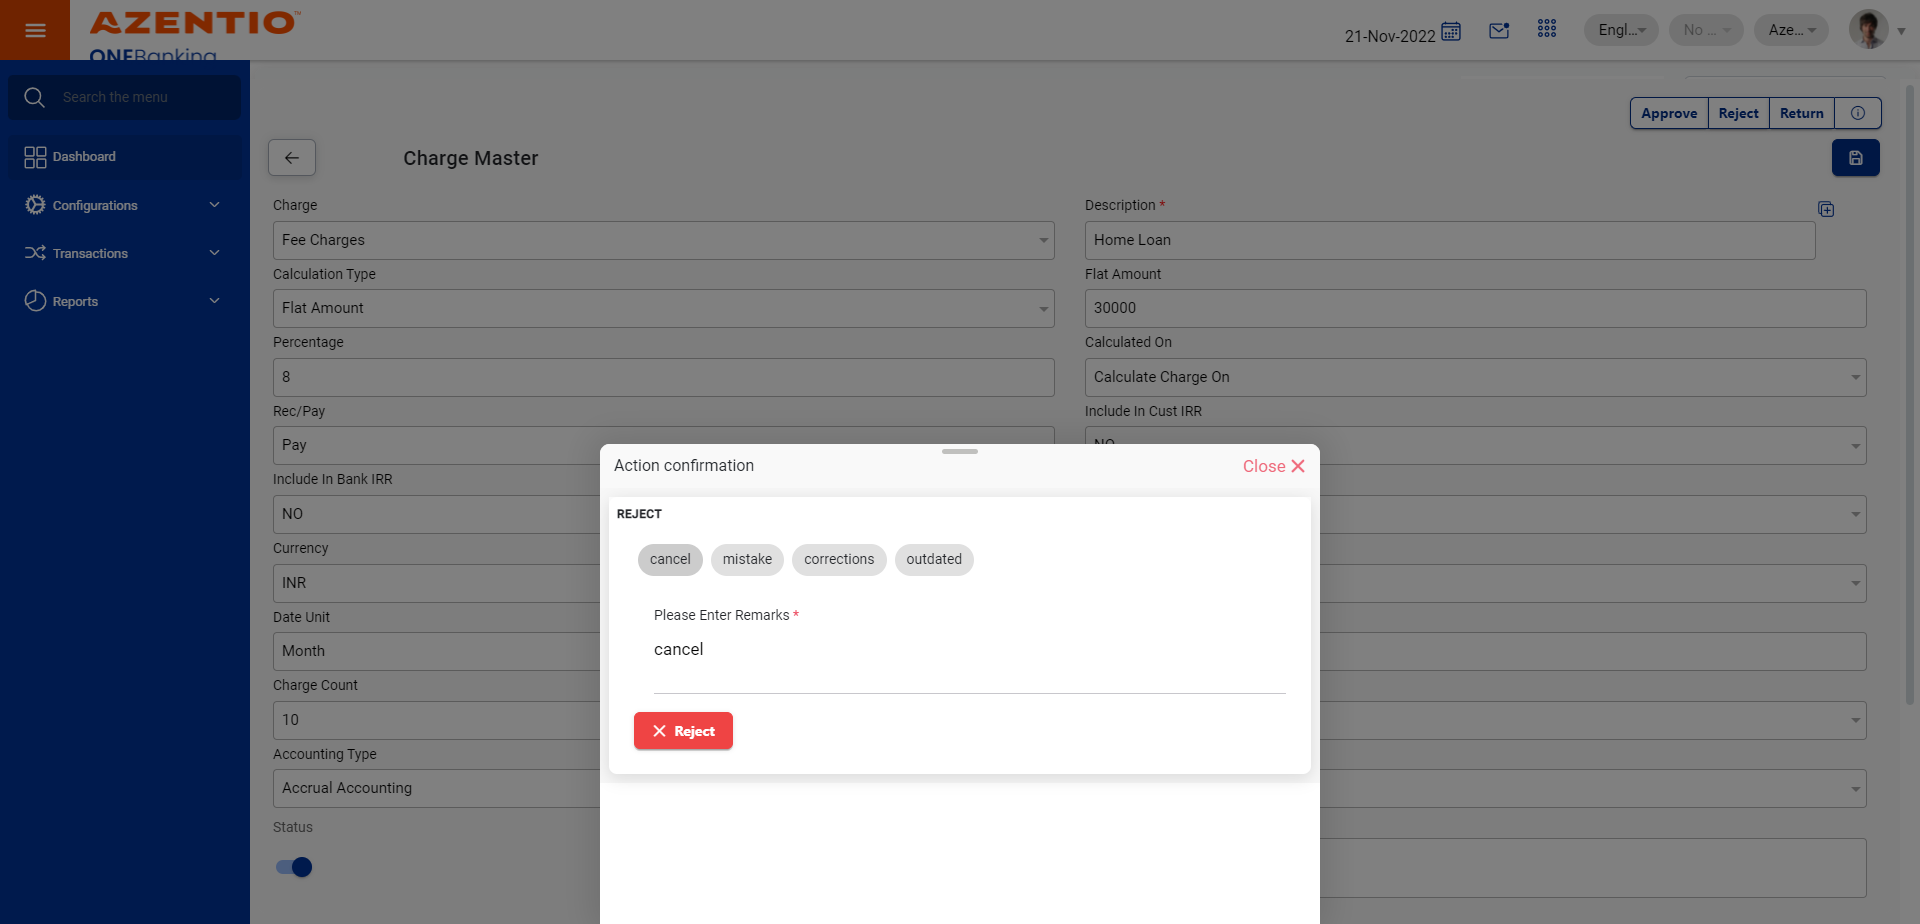 AZENTIO™
ONEBanking
21-Nov-2022
Engl...
No ...
Aze...
Search the menu
Dashboard
Configurations
Transactions
Reports
Approve
Reject
Return
Charge Master
Charge
Description *
Fee Charges
Home Loan
Calculation Type
Flat Amount
Flat Amount
30000
Percentage
Calculated On
8
Calculate Charge On
Rec/Pay
Include In Cust IRR
Pay
NO
Include In Bank IRR
NO
Currency
INR
Date Unit
Month
Charge Count
10
Accounting Type
Accrual Accounting
Status
Action confirmation
Close
REJECT
cancel
mistake
corrections
outdated
Please Enter Remarks *
cancel
Reject